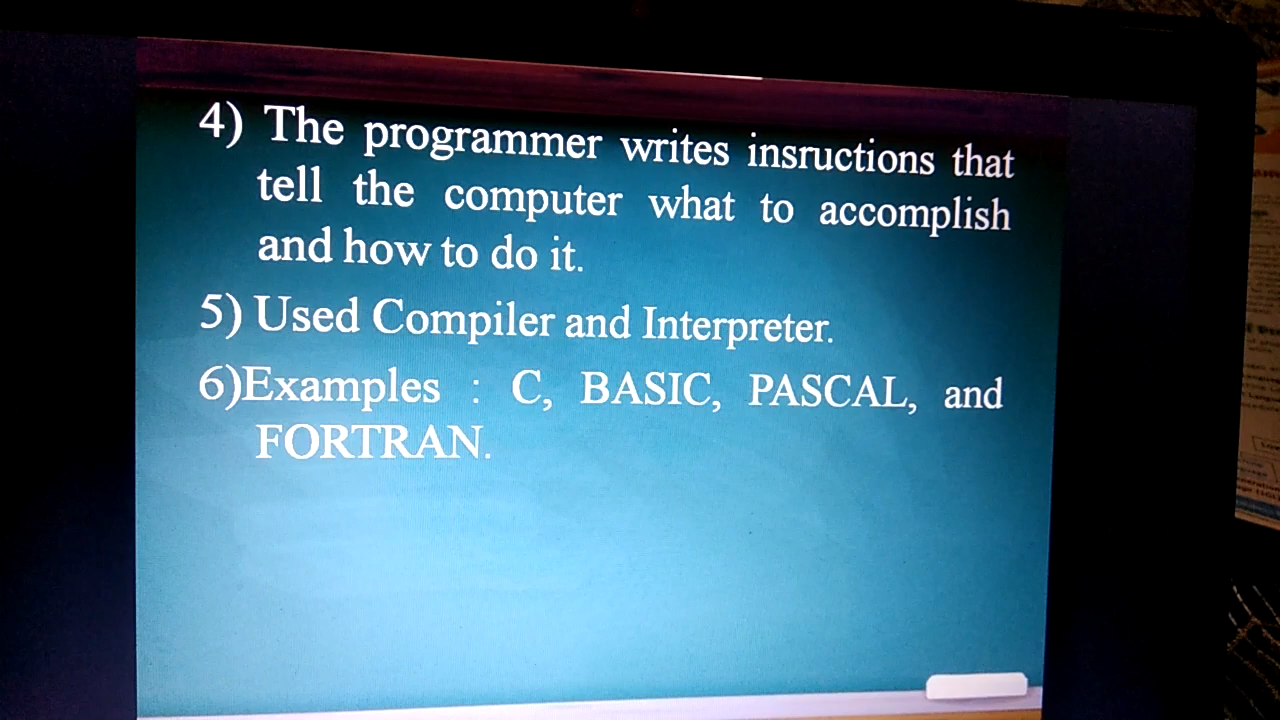 4) The programmer writes insructions that
tell the computer what to accomplish
and how to do it.
5) Used Compiler and Interpreter.
6)Examples : C, BASIC, PASCAL, and
FORTRAN.